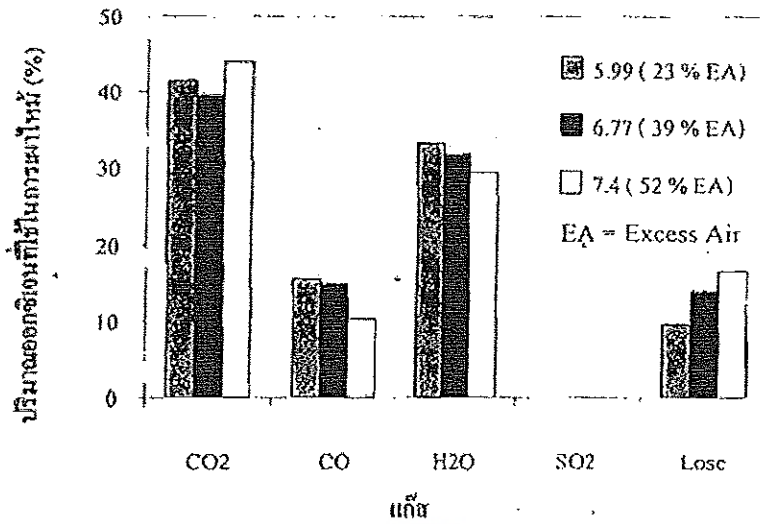 ปริมาณออกซิเจนที่ใช้ในการเผาไหม้ (%)
50
40
30
20
10
0
5.99 ( 23 % EA)
6.77 ( 39 % EA)
7.4 ( 52 % EA)
EA = Excess Air
CO2 CO H2O SO2 Lose
แก๊ส